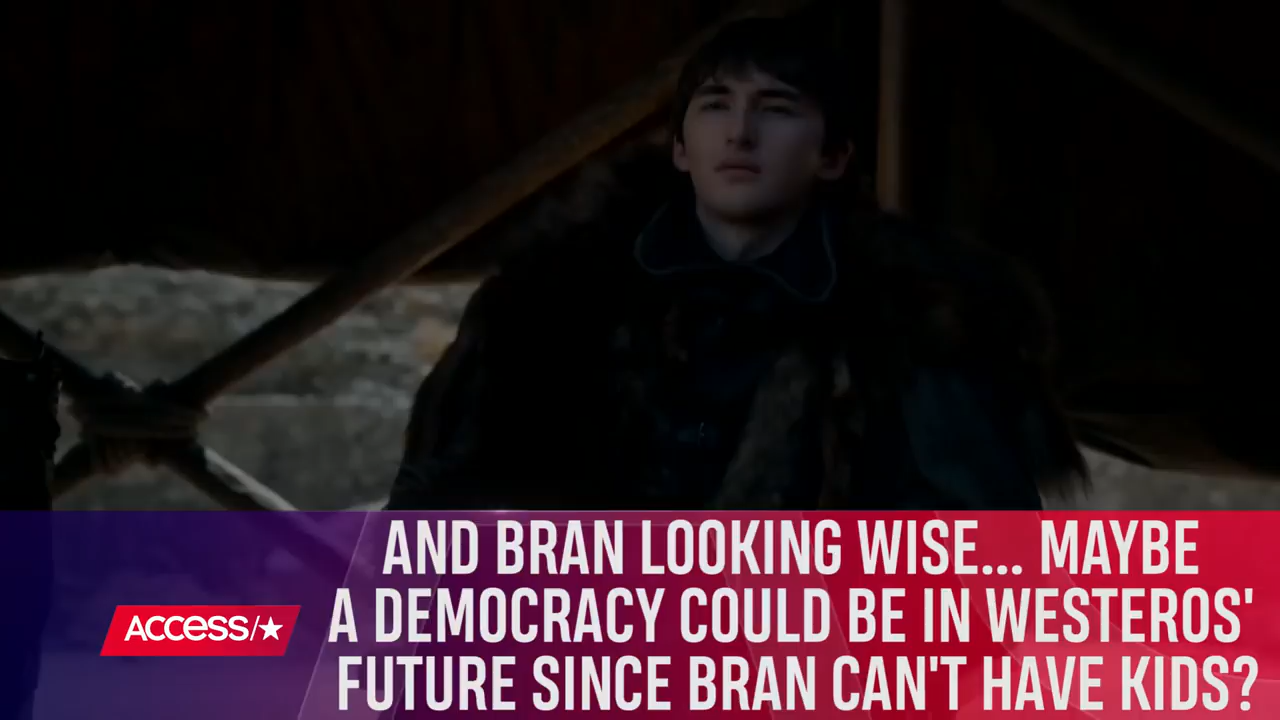 AND BRAN LOOKING WISE... MAYBE
A DEMOCRACY COULD BE IN WESTEROS'
FUTURE SINCE BRAN CAN'T HAVE KIDS?
ACCESS/★